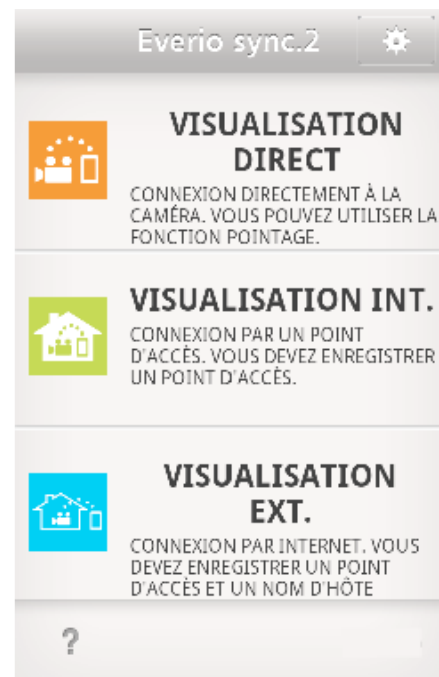 Everio sync.2
VISUALISATION
DIRECT
CONNEXION DIRECTEMENT À LA
CAMÉRA. VOUS POUVEZ UTILISER LA
FONCTION POINTAGE.
VISUALISATION INT.
CONNEXION PAR UN POINT
D'ACCÈS. VOUS DEVEZ ENREGISTRER
UN POINT D'ACCÈS.
VISUALISATION
EXT.
CONNEXION PAR INTERNET. VOUS
DEVEZ ENREGISTRER UN POINT
D'ACCÈS ET UN NOM D'HÔTE
?